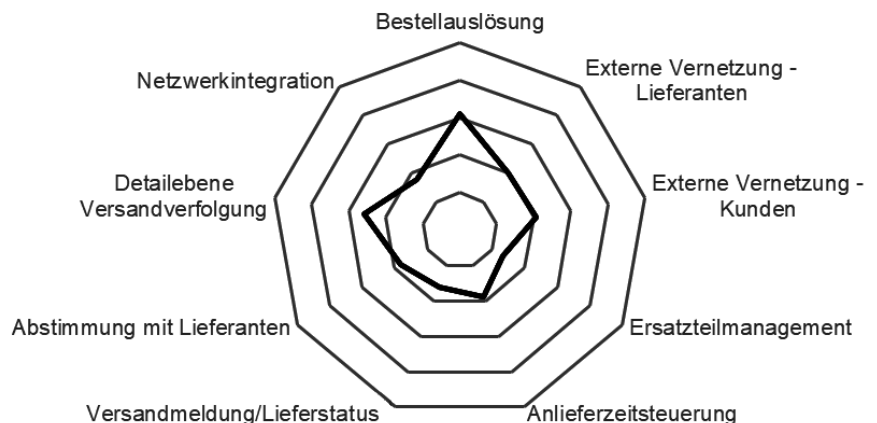 Bestellauslösung
Externe Vernetzung -
Lieferanten
Netzwerkintegration
Detailebene
Versandverfolgung
Externe Vernetzung -
Kunden
Abstimmung mit Lieferanten
Ersatzteilmanagement
Versandmeldung/Lieferstatus
Anlieferzeitsteuerung